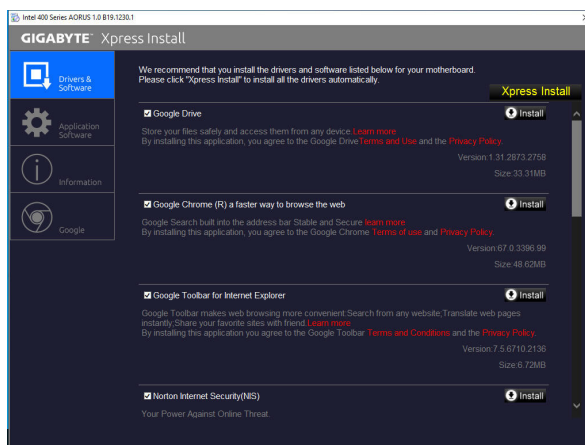 Intel 400 Series AORUS 1.0 B19.1230.1
GIGABYTE™ Xpress Install
Drivers &
Software
Application
Software
Information
Google
We recommend that you install the drivers and software listed below for your motherboard.
Please click "Xpress Install" to install all the drivers automatically.
Xpress Install
Google Drive
Install
Store your files safely and access them from any device.Learn more
By installing this application, you agree to the Google DriveTerms and Use and the Privacy Policy.
Version:1.31.2873.2758
Size:33.31MB
Google Chrome (R) a faster way to browse the web
Install
Google Search built into the address bar Stable and Secure learn more
By installing this application, you agree to the Google Chrome Terms of use and Privacy Policy.
Version:67.0.3396.99
Size:48.62MB
Google Toolbar for Internet Explorer
Install
Google Toolbar makes web browsing more convenient:Search from any website;Translate web pages
instantly;Share your favorite sites with friend.Learn more
By installing this application you agree to the Google Toolbar Terms and Conditions and the Privacy Policy.
Version:7.5.6710.2136
Size:6.72MB
Norton Internet Security(NIS)
Install
Your Power Against Online Threat.